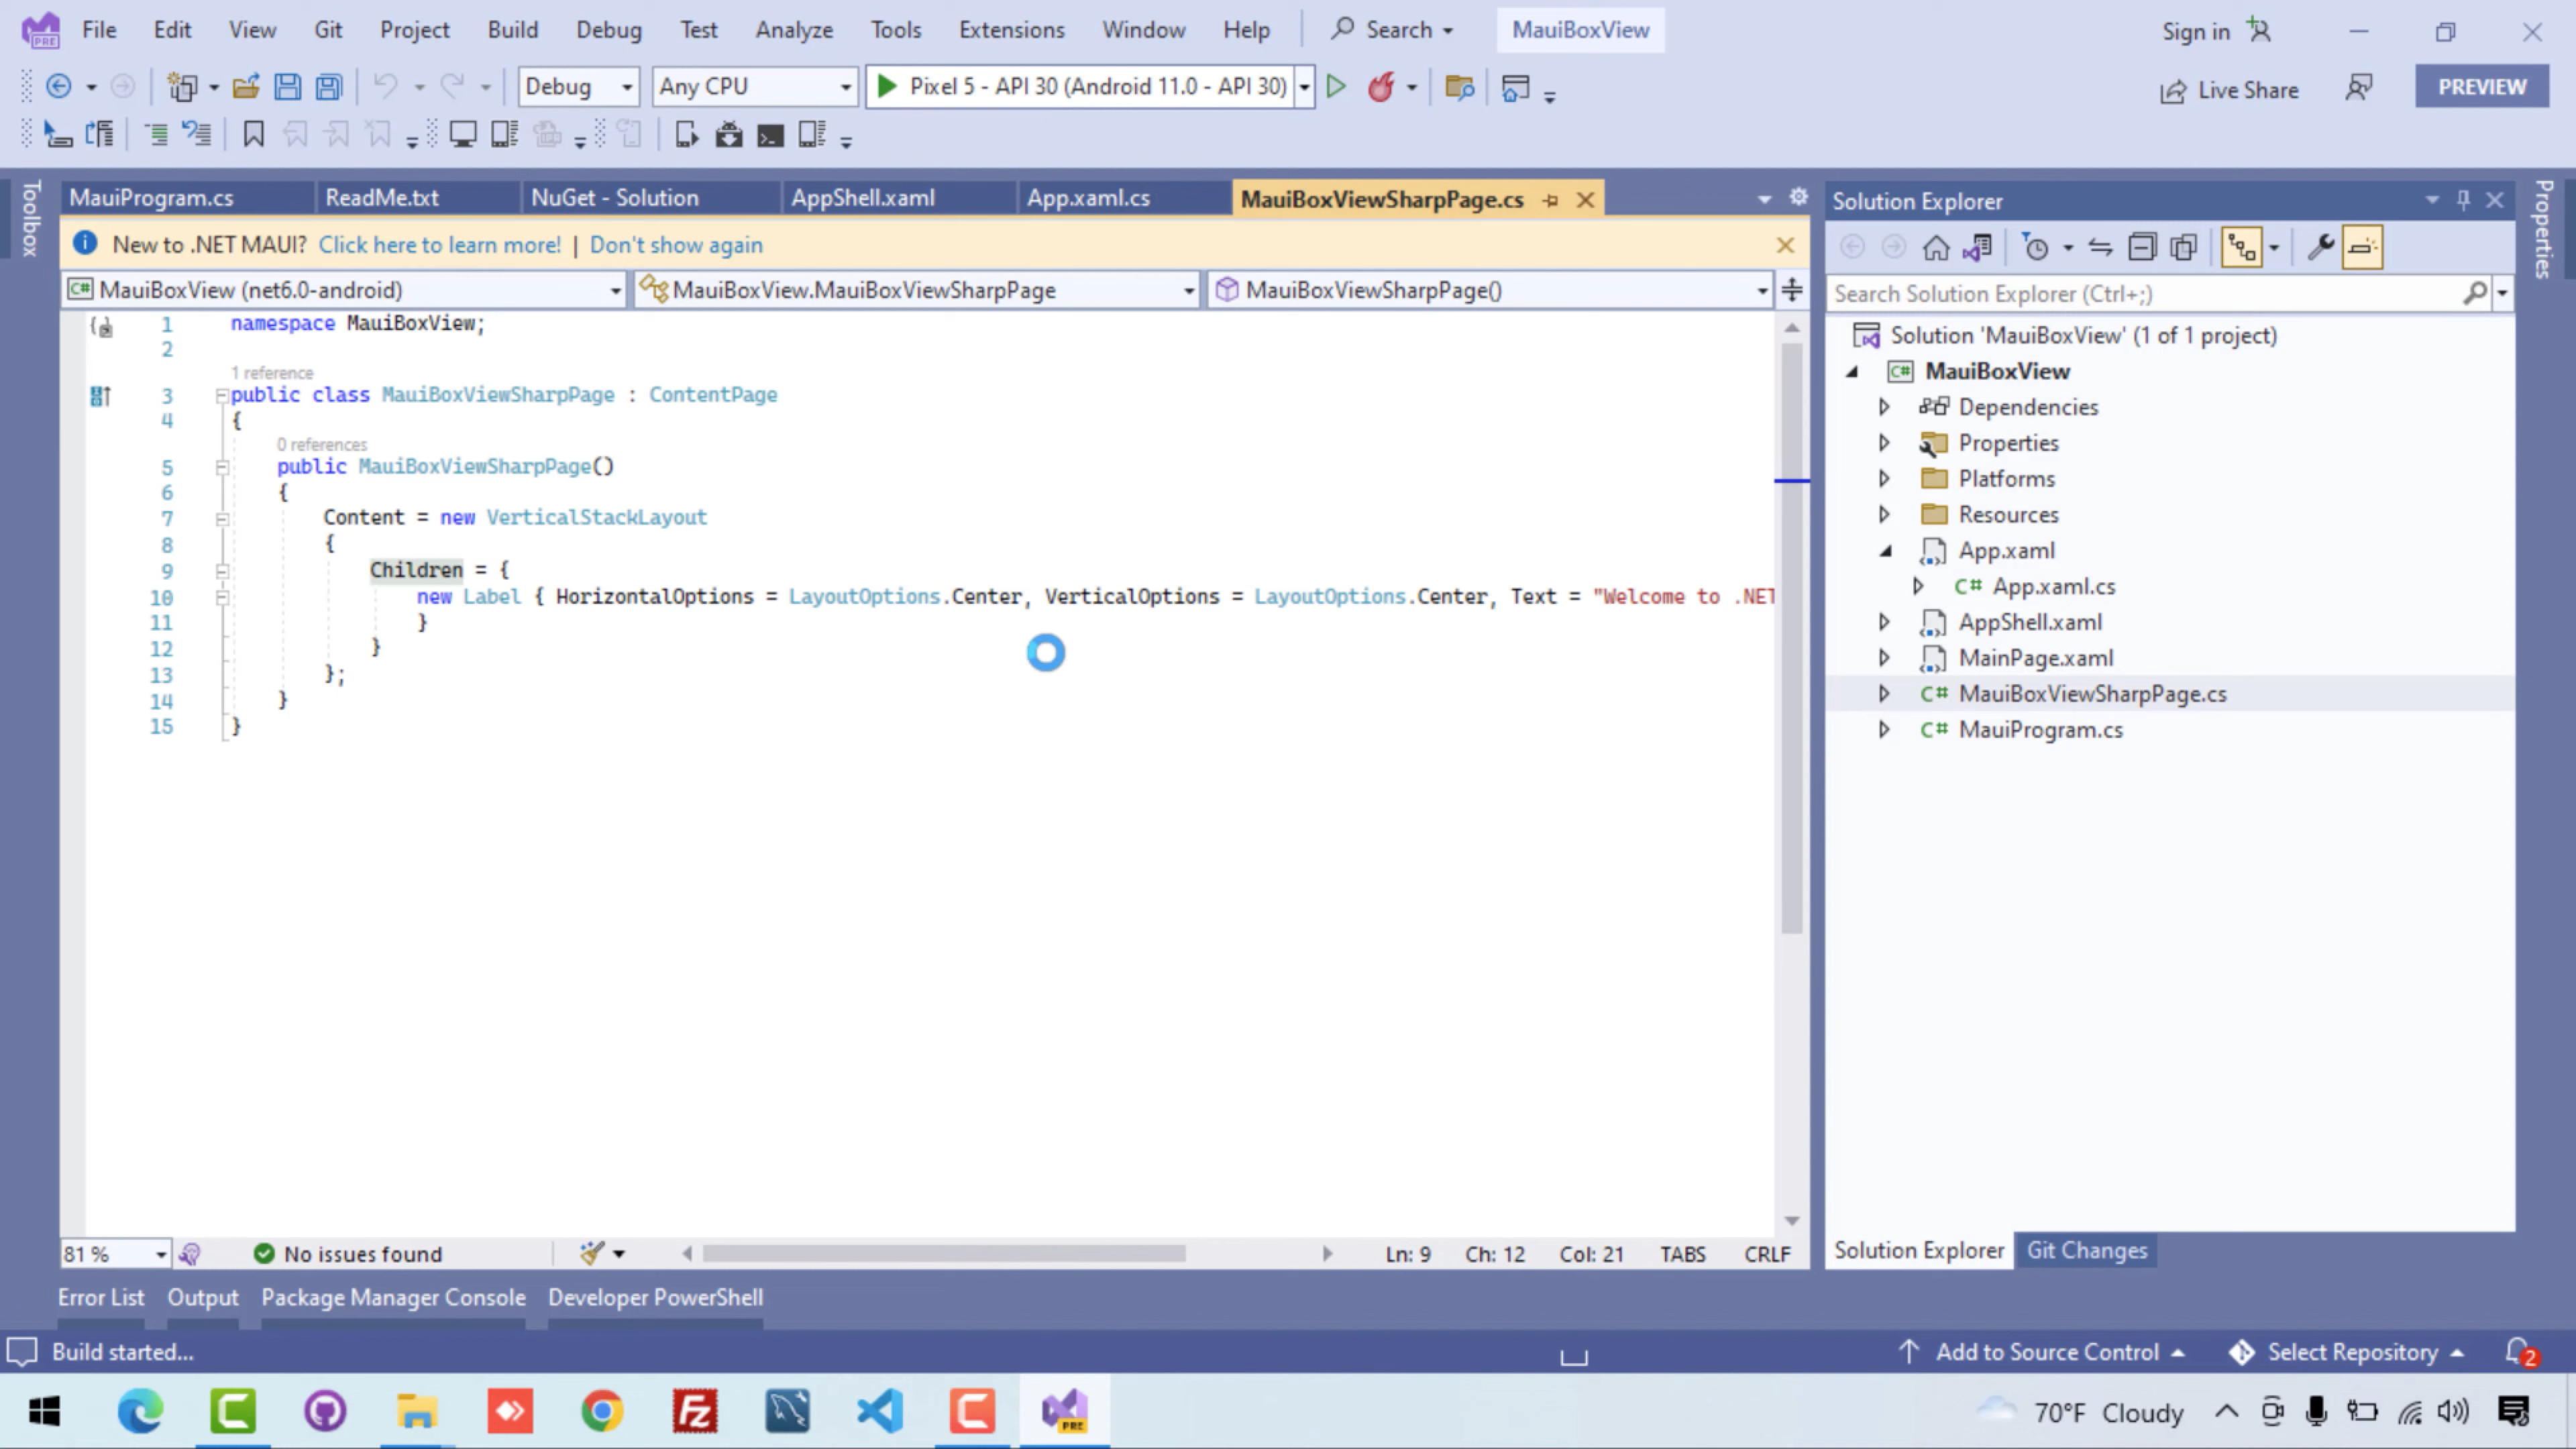 File Edit View Git Project Build Debug Test Analyze Tools Extensions Window Help Search MauiBoxView Sign in
PRE
Debug Any CPU Pixel 5 - API 30 (Android 11.0 - API 30) Live Share PREVIEW
Toolbox
MauiProgram.cs ReadMe.txt NuGet - Solution AppShell.xaml App.xaml.cs MauiBoxViewSharpPage.cs
New to .NET MAUI? Click here to learn more! | Don't show again
C# MauiBoxView (net6.0-android) MauiBoxView.MauiBoxViewSharpPage MauiBoxViewSharpPage()
1 namespace MauiBoxView;
2
1 reference
3 public class MauiBoxViewSharpPage : ContentPage
4 {
0 references
5 public MauiBoxViewSharpPage()
6 {
7 Content = new VerticalStackLayout
8 {
9 Children = {
10 new Label { HorizontalOptions = LayoutOptions.Center, VerticalOptions = LayoutOptions.Center, Text = "Welcome to .NET
11 }
12 }
13 };
14 }
15 }
81 % No issues found Ln: 9 Ch: 12 Col: 21 TABS CRLF
Solution Explorer
Search Solution Explorer (Ctrl+;)
Solution 'MauiBoxView' (1 of 1 project)
C# MauiBoxView
Dependencies
Properties
Platforms
Resources
App.xaml
C# App.xaml.cs
AppShell.xaml
MainPage.xaml
C# MauiBoxViewSharpPage.cs
C# MauiProgram.cs
Solution Explorer Git Changes
Properties
Error List Output Package Manager Console Developer PowerShell
Build started... Add to Source Control Select Repository 2
Fz PRE 70°F Cloudy